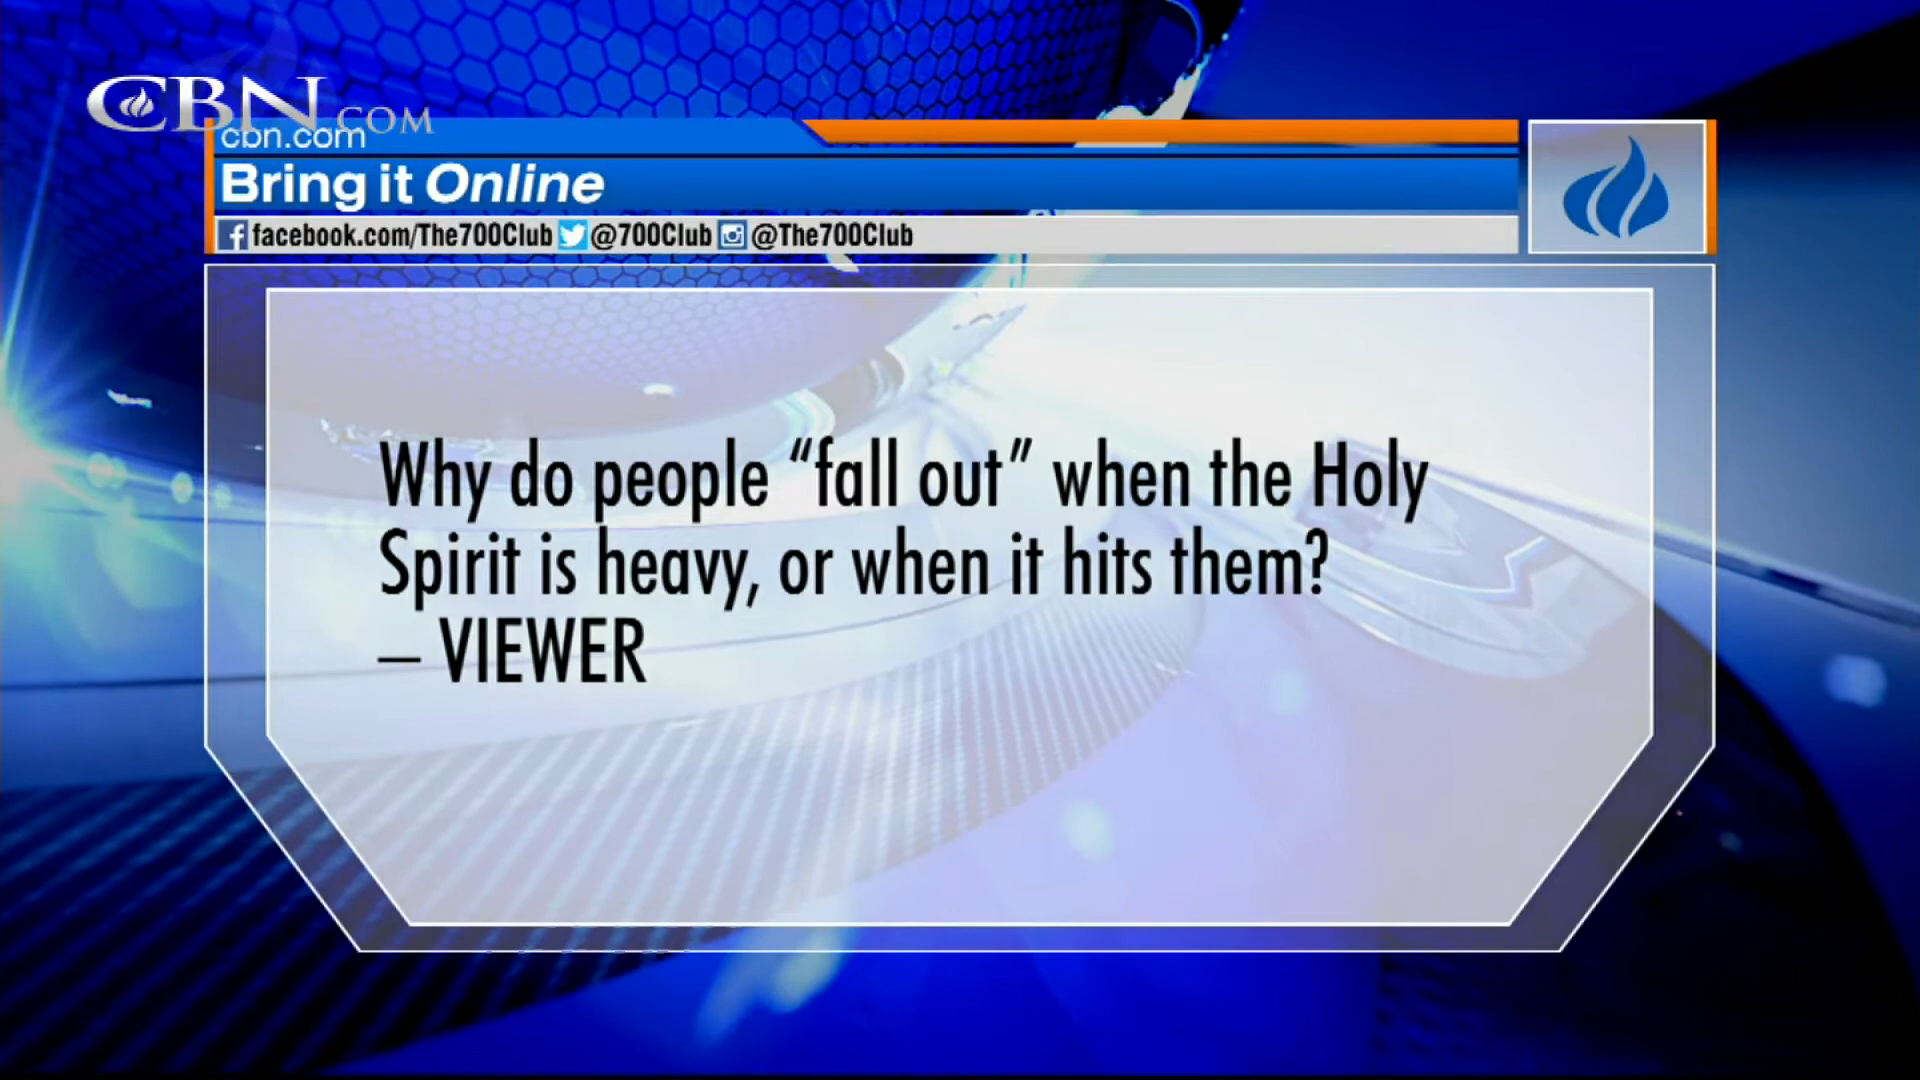 CBN.COM
cbn.com
Bring it Online
facebook.com/The700Club @700Club @The700Club
Why do people “fall out” when the Holy
Spirit is heavy, or when it hits them?
– VIEWER